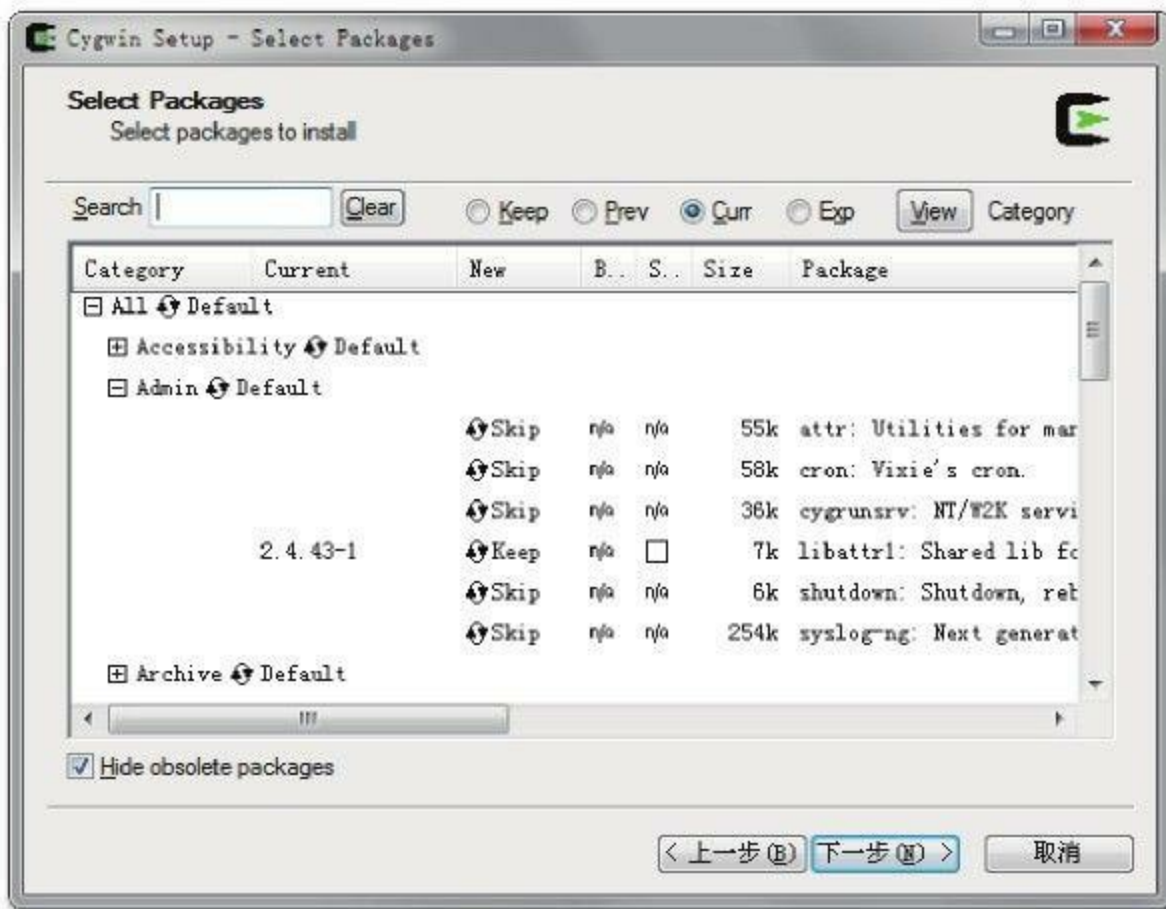 Cygwin Setup - Select Packages
Select Packages
Select packages to install
Search Clear Keep Prev Curr Exp View Category
Category Current New B.. S.. Size Package
All Default
Accessibility Default
Admin Default
Skip n/a n/a 55k attr: Utilities for mar
Skip n/a n/a 58k cron: Vixie's cron.
Skip n/a n/a 36k cygrunsrv: NT/W2K servi
2.4.43-1 Keep n/a 7k libattr1: Shared lib fo
Skip n/a n/a 6k shutdown: Shutdown, reb
Skip n/a n/a 254k syslog-ng: Next generat
Archive Default
Hide obsolete packages
< 上一步(B) 下一步(N) > 取消